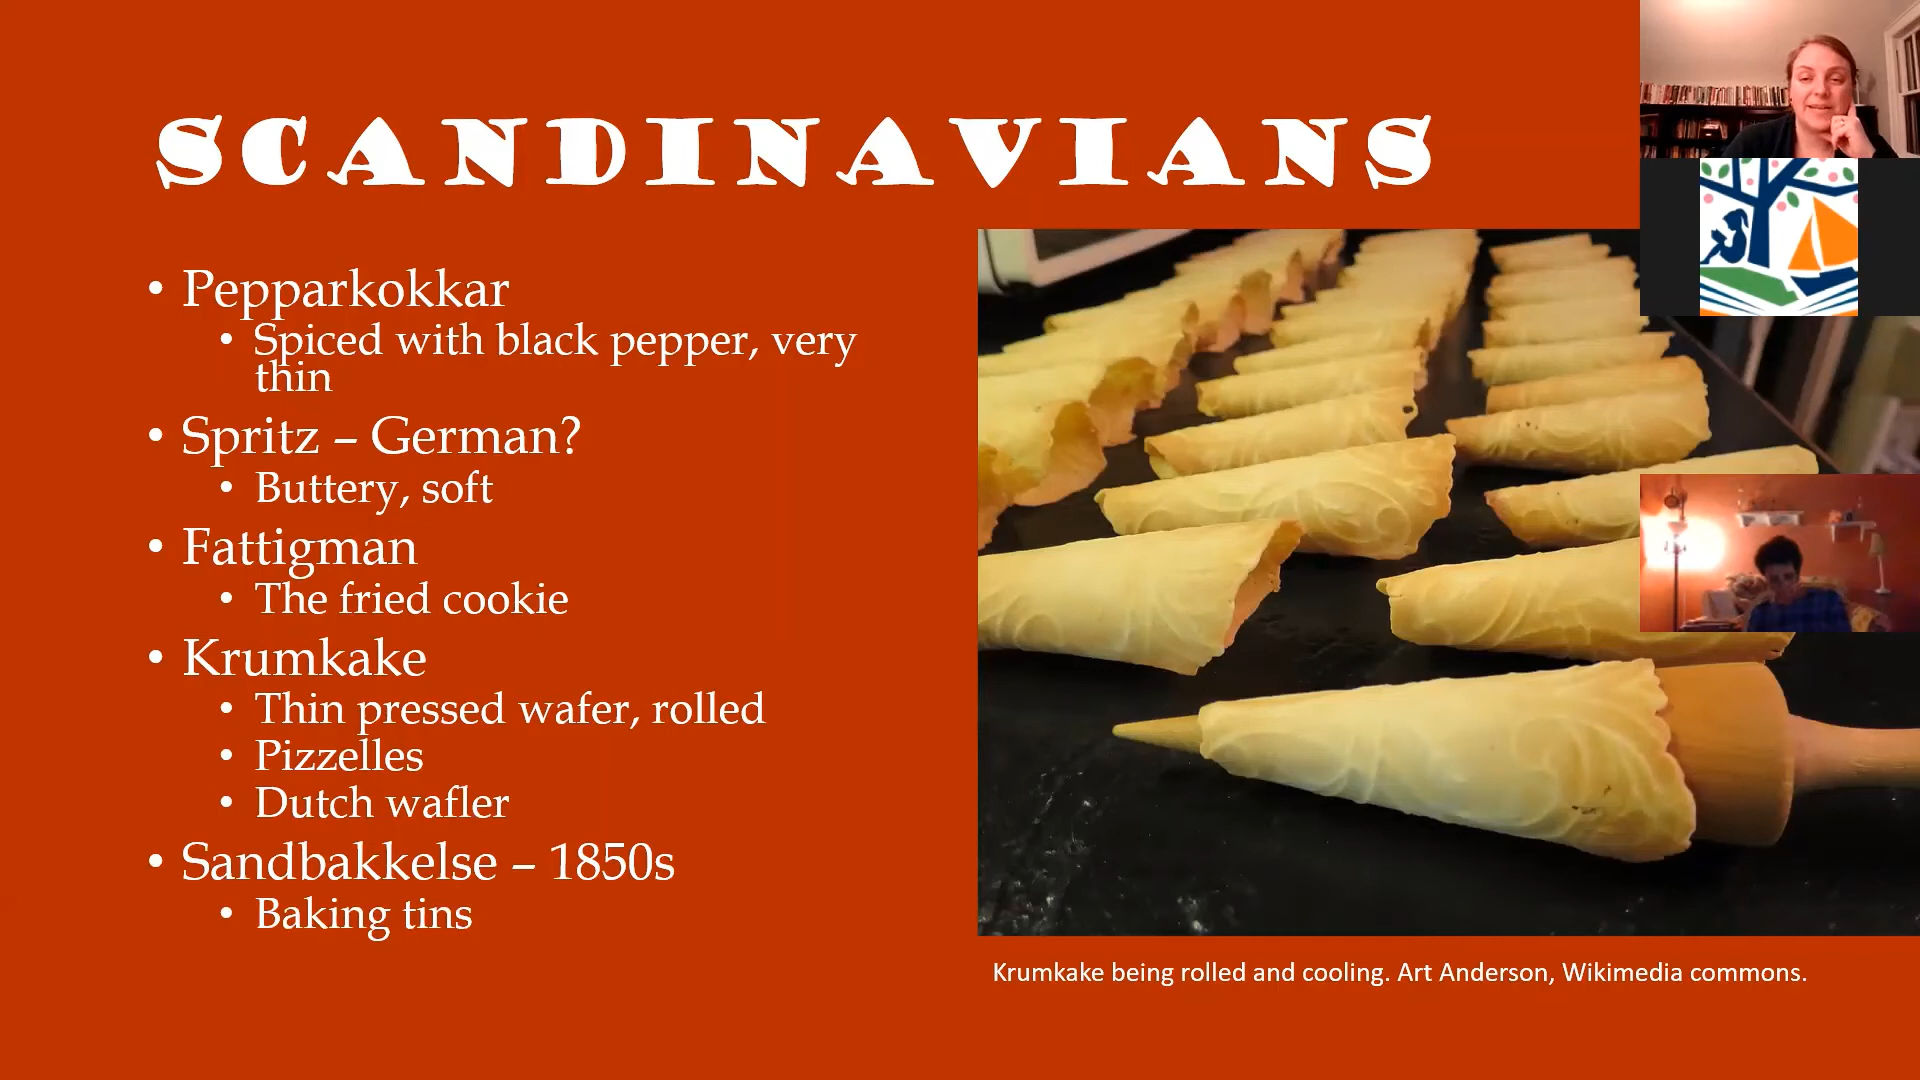 SCANDINAVIANS
• Pepparkokkar
• Spiced with black pepper, very
thin
• Spritz – German?
• Buttery, soft
• Fattigman
• The fried cookie
• Krumkake
• Thin pressed wafer, rolled
• Pizzelles
• Dutch wafler
• Sandbakkelse – 1850s
• Baking tins
Krumkake being rolled and cooling. Art Anderson, Wikimedia commons.